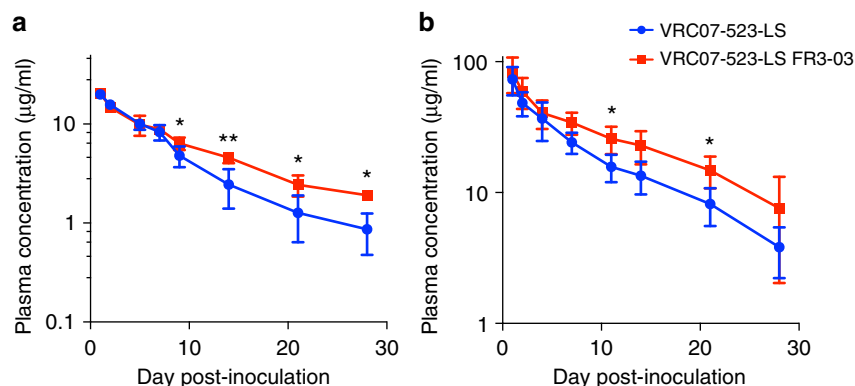 a
Plasma concentration (µg/ml)
10
1
0.1
0
10
20
30
*
**
*
*
Day post-inoculation
b
VRC07-523-LS
VRC07-523-LS FR3-03
Plasma concentration (µg/ml)
100
10
1
0
10
20
30
*
*
Day post-inoculation